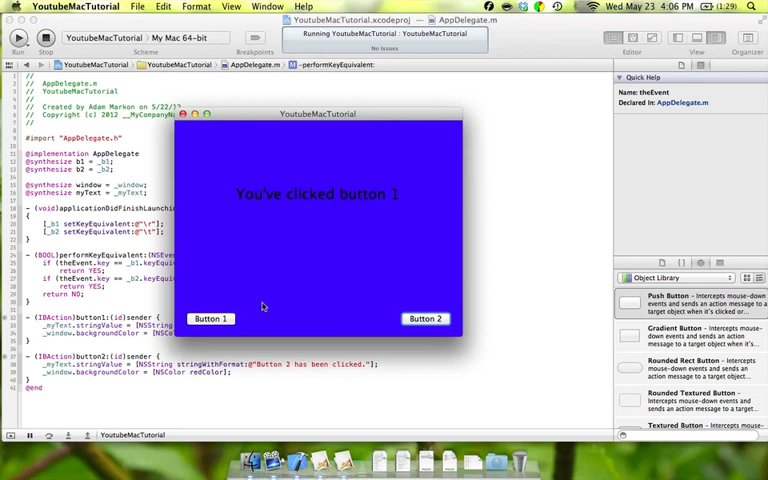 Xcode File Edit Format View Window Help
Wed May 23 4:06 PM (1:29)
YoutubeMacTutorial.xcodeproj — AppDelegate.m
YoutubeMacTutorial My Mac 64-bit
Running YoutubeMacTutorial : YoutubeMacTutorial
No Issues
Run Stop Scheme Breakpoints Editor View Organizer
YoutubeMacTutorial YoutubeMacTutorial AppDelegate.m -performKeyEquivalent:
//
// AppDelegate.m
// YoutubeMacTutorial
//
// Created by Adam Markon on 5/22/12
// Copyright (c) 2012 __MyCompanyNa
//
#import "AppDelegate.h"
@implementation AppDelegate
@synthesize b1 = _b1;
@synthesize b2 = _b2;
@synthesize window = _window;
@synthesize myText = _myText;
- (void)applicationDidFinishLaunchin
{
[_b1 setKeyEquivalent:@"\r"];
[_b2 setKeyEquivalent:@"\t"];
}
- (BOOL)performKeyEquivalent:(NSEve
if (theEvent.key == _b1.keyEqui
return YES;
if (theEvent.key == _b2.keyEqui
return YES;
return NO;
}
- (IBAction)button1:(id)sender {
_myText.stringValue = [NSString
_window.backgroundColor = [NSCo
}
- (IBAction)button2:(id)sender {
_myText.stringValue = [NSString stringWithFormat:@"Button 2 has been clicked."];
_window.backgroundColor = [NSColor redColor];
}
@end
YoutubeMacTutorial
You've clicked button 1
Button 1 Button 2
Quick Help
Name: theEvent
Declared In: AppDelegate.m
Object Library
Push Button - Intercepts mouse-down events and sends an action message to a target object when it's clicked or...
Gradient Button - Intercepts mouse-down events and sends an action message to a target object when...
Rounded Rect Button - Intercepts mouse-down events and sends an action message to a target object...
Rounded Textured Button - Intercepts mouse-down events and sends an action message to a target...
Textured Button - Intercepts mouse-down events and sends an
YoutubeMacTutorial